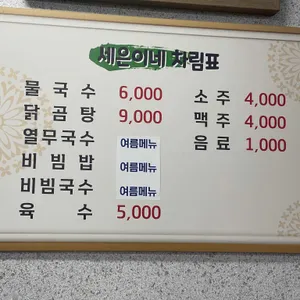 세은이네 차림표
물국수 6,000
닭곰탕 9,000
열무국수 여름메뉴
비빔밥 여름메뉴
비빔국수 여름메뉴
육수 5,000
소주 4,000
맥주 4,000
음료 1,000